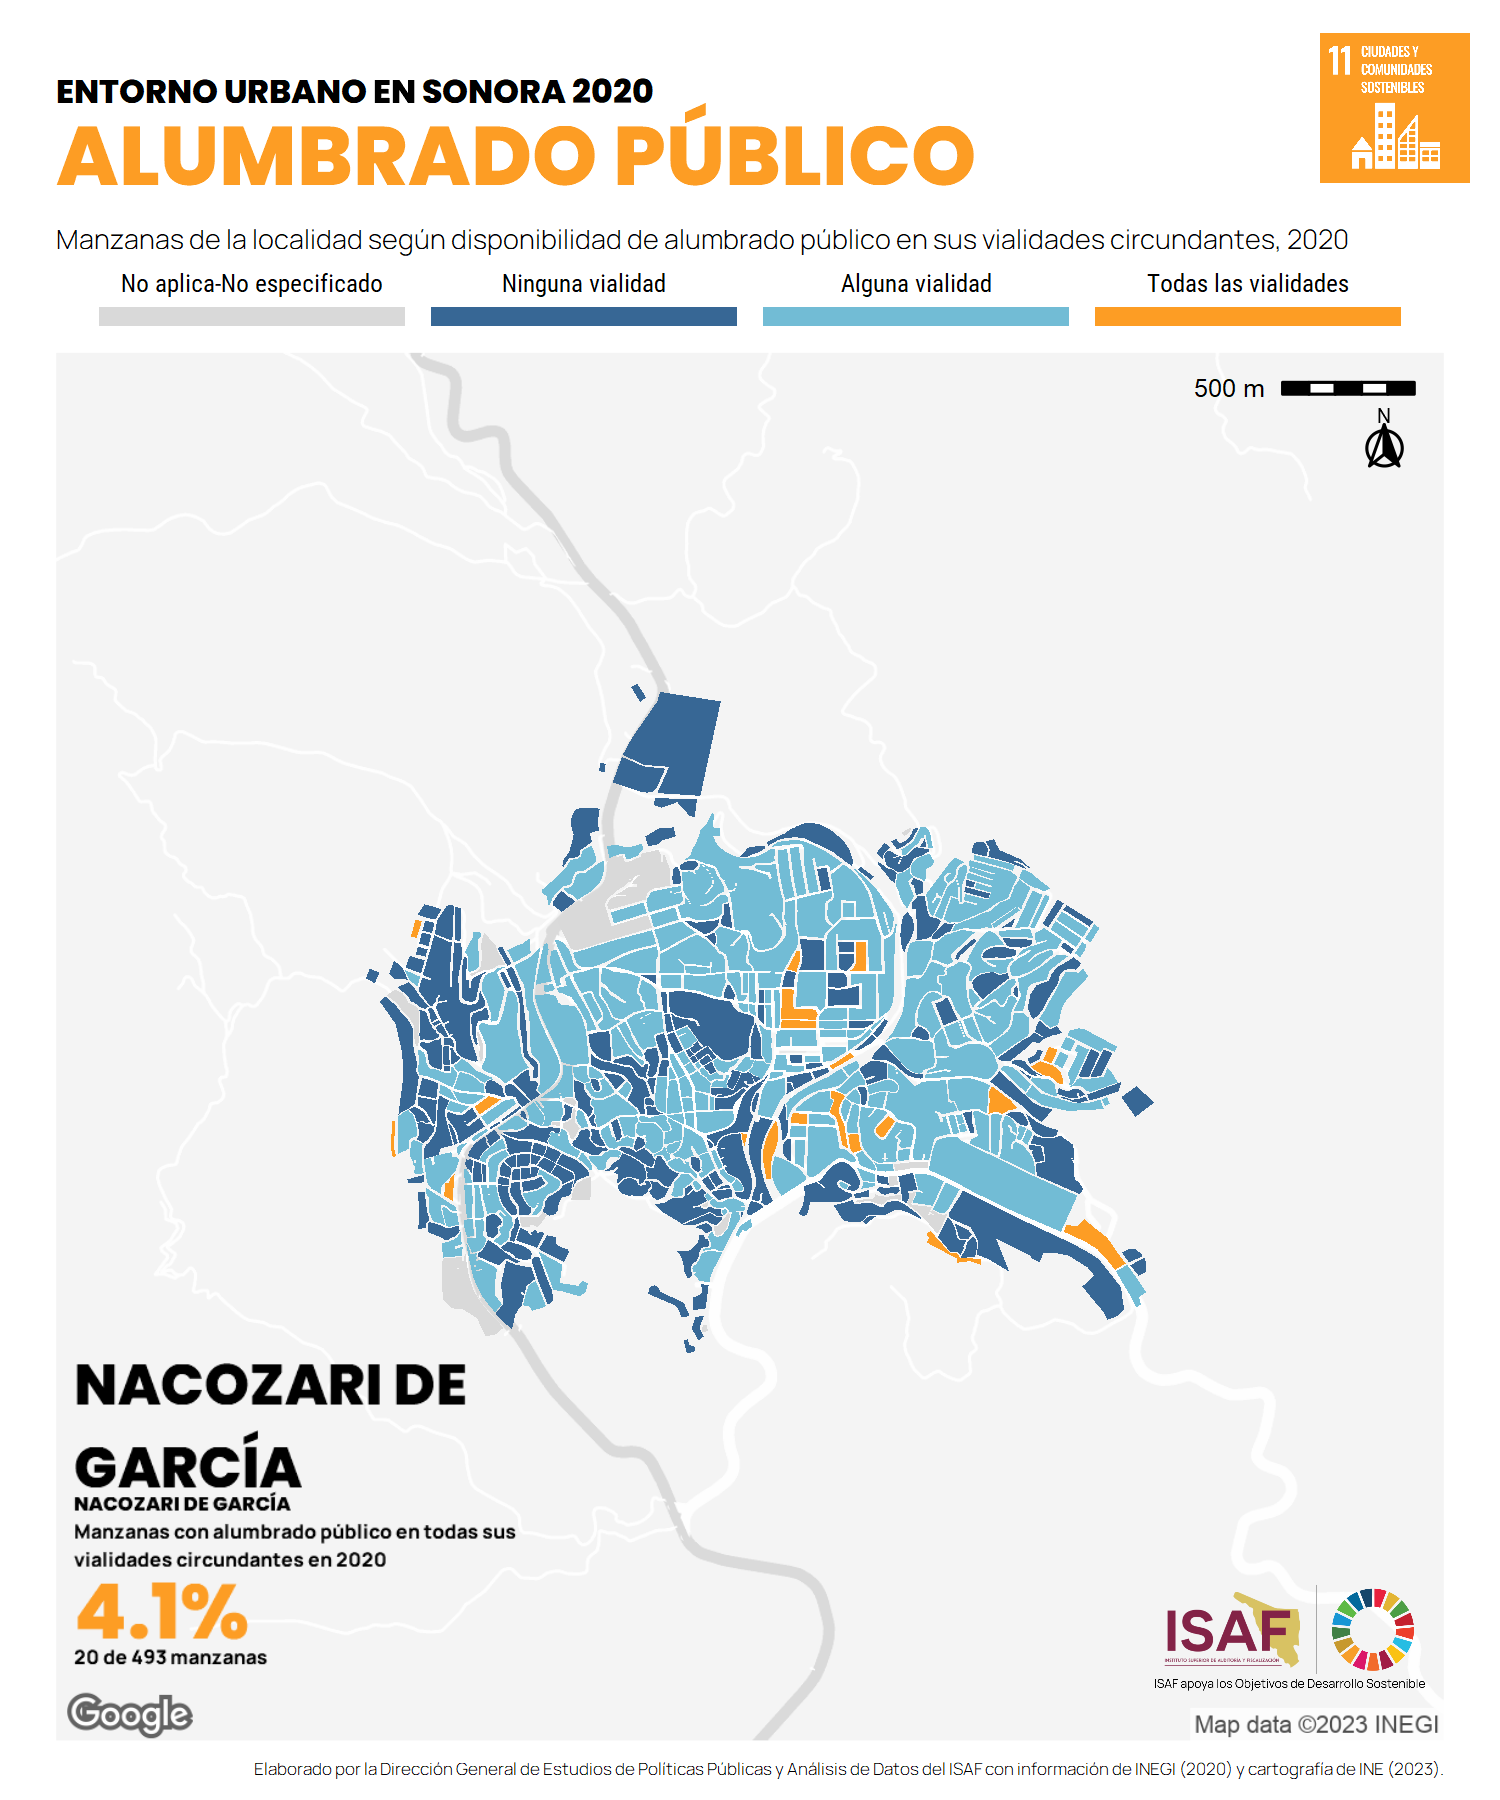 11 CIUDADES Y
COMUNIDADES
SOSTENIBLES
ENTORNO URBANO EN SONORA 2020
ALUMBRADO PÚBLICO
Manzanas de la localidad según disponibilidad de alumbrado público en sus vialidades circundantes, 2020
No aplica-No especificado
Ninguna vialidad
Alguna vialidad
Todas las vialidades
500 m
N
NACOZARI DE
GARCÍA
NACOZARI DE GARCÍA
Manzanas con alumbrado público en todas sus
vialidades circundantes en 2020
4.1%
20 de 493 manzanas
Google
ISAF
INSTITUTO SUPERIOR DE AUDITORÍA Y FISCALIZACIÓN
ISAF apoya los Objetivos de Desarrollo Sostenible
Map data ©2023 INEGI
Elaborado por la Dirección General de Estudios de Políticas Públicas y Análisis de Datos del ISAF con información de INEGI (2020) y cartografía de INE (2023).